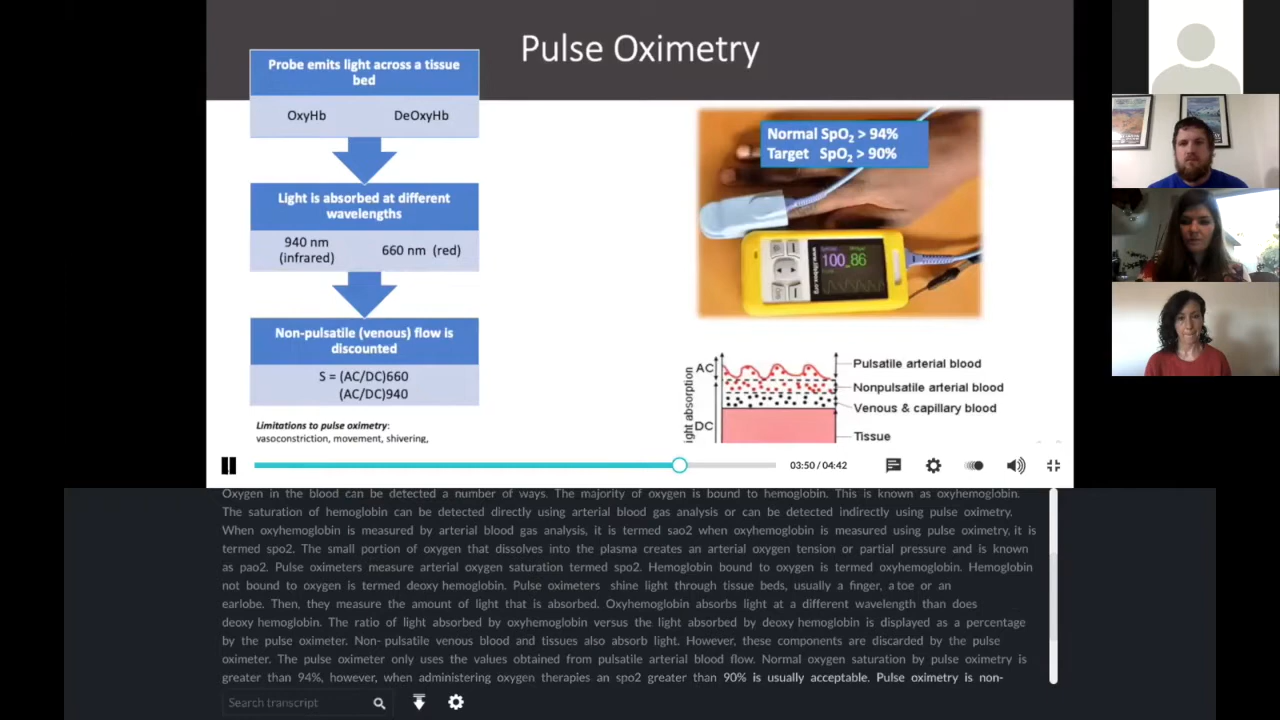 Pulse Oximetry
Probe emits light across a tissue
bed
OxyHb DeOxyHb
Light is absorbed at different
wavelengths
940 nm
(infrared)
660 nm (red)
Non-pulsatile (venous) flow is
discounted
S = (AC/DC)660
(AC/DC)940
Limitations to pulse oximetry:
vasoconstriction, movement, shivering,
Normal SpO₂ > 94%
Target SpO₂ > 90%
100 86
AC
DC
ight absorption
Pulsatile arterial blood
Nonpulsatile arterial blood
Venous & capillary blood
Tissue
03:50 / 04:42
Oxygen in the blood can be detected a number of ways. The majority of oxygen is bound to hemoglobin. This is known as oxyhemoglobin.
The saturation of hemoglobin can be detected directly using arterial blood gas analysis or can be detected indirectly using pulse oximetry.
When oxyhemoglobin is measured by arterial blood gas analysis, it is termed sao2 when oxyhemoglobin is measured using pulse oximetry, it is
termed spo2. The small portion of oxygen that dissolves into the plasma creates an arterial oxygen tension or partial pressure and is known
as pao2. Pulse oximeters measure arterial oxygen saturation termed spo2. Hemoglobin bound to oxygen is termed oxyhemoglobin. Hemoglobin
not bound to oxygen is termed deoxy hemoglobin. Pulse oximeters shine light through tissue beds, usually a finger, a toe or an
earlobe. Then, they measure the amount of light that is absorbed. Oxyhemoglobin absorbs light at a different wavelength than does
deoxy hemoglobin. The ratio of light absorbed by oxyhemoglobin versus the light absorbed by deoxy hemoglobin is displayed as a percentage
by the pulse oximeter. Non- pulsatile venous blood and tissues also absorb light. However, these components are discarded by the pulse
oximeter. The pulse oximeter only uses the values obtained from pulsatile arterial blood flow. Normal oxygen saturation by pulse oximetry is
greater than 94%, however, when administering oxygen therapies an spo2 greater than 90% is usually acceptable. Pulse oximetry is non-
Search transcript